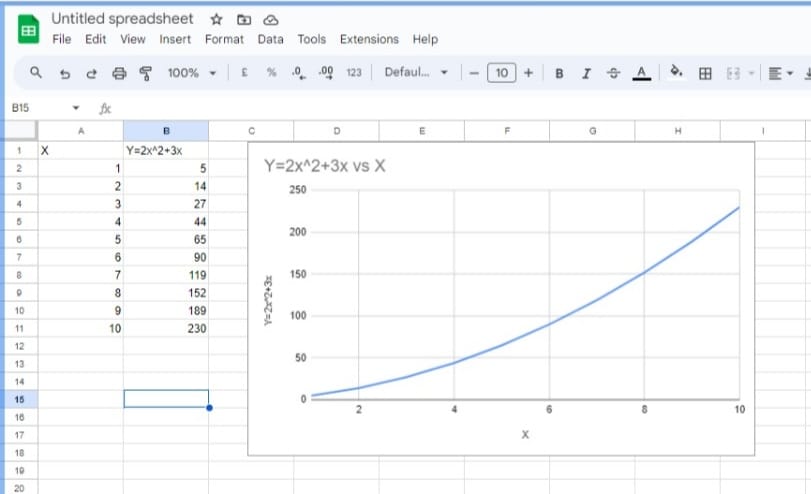 Untitled spreadsheet
File Edit View Insert Format Data Tools Extensions Help
100% £ % .0 .00 123 Defaul... − 10 + B I S A
B15 fx
A B C D E F G H I
1 X Y=2x^2+3x
2 1 5
3 2 14
4 3 27
5 4 44
6 5 65
7 6 90
8 7 119
9 8 152
10 9 189
11 10 230
12
13
14
15
16
17
18
19
20
Y=2x^2+3x vs X
250
200
150
100
50
0
Y=2x^2+3x
2 4 6 8 10
X